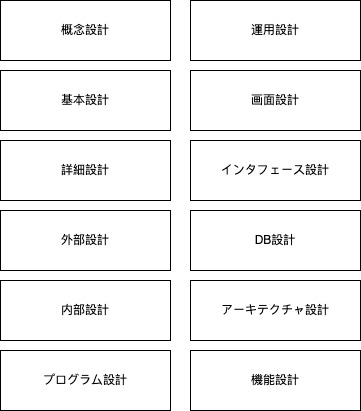 概念設計
運用設計
基本設計
画面設計
詳細設計
インタフェース設計
外部設計
DB設計
内部設計
アーキテクチャ設計
プログラム設計
機能設計